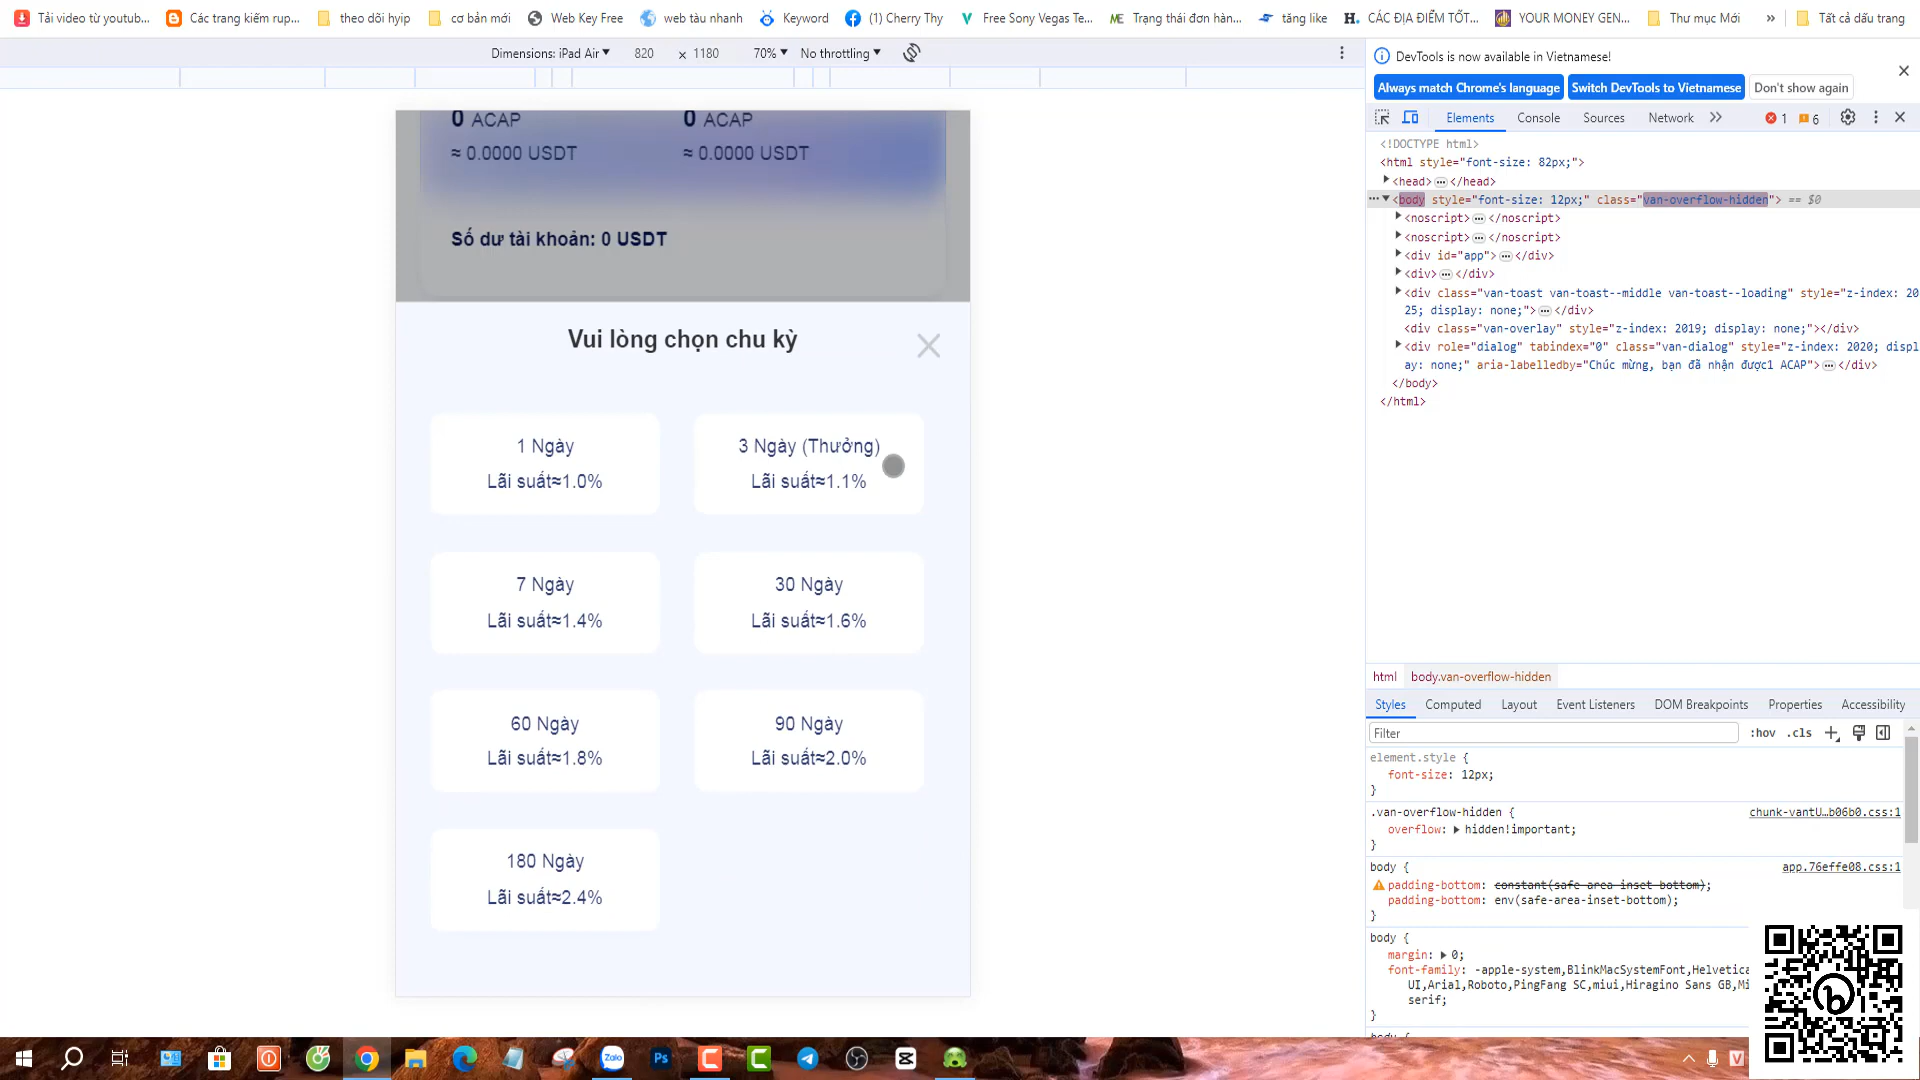 Tải video từ youtub...
Các trang kiếm rup...
theo dõi hyip
cơ bản mới
Web Key Free
web tàu nhanh
Keyword
(1) Cherry Thy
Free Sony Vegas Te...
Trạng thái đơn hàn...
tăng like
CÁC ĐỊA ĐIỂM TỐT...
YOUR MONEY GEN...
Thư mục Mới
»
Tất cả dấu trang
Dimensions: iPad Air
820 × 1180
70%
No throttling
0 ACAP
0 ACAP
≈ 0.0000 USDT
≈ 0.0000 USDT
Số dư tài khoản: 0 USDT
Vui lòng chọn chu kỳ
1 Ngày
Lãi suất≈1.0%
3 Ngày (Thưởng)
Lãi suất≈1.1%
7 Ngày
Lãi suất≈1.4%
30 Ngày
Lãi suất≈1.6%
60 Ngày
Lãi suất≈1.8%
90 Ngày
Lãi suất≈2.0%
180 Ngày
Lãi suất≈2.4%
DevTools is now available in Vietnamese!
Always match Chrome's language
Switch DevTools to Vietnamese
Don't show again
Elements
Console
Sources
Network
1
6
<!DOCTYPE html>
<html style="font-size: 82px;">
<head> … </head>
<body style="font-size: 12px;" class="van-overflow-hidden"> == $0
<noscript> … </noscript>
<noscript> … </noscript>
<div id="app"> … </div>
<div> … </div>
<div class="van-toast van-toast--middle van-toast--loading" style="z-index: 20
25; display: none;"> … </div>
<div class="van-overlay" style="z-index: 2019; display: none;"></div>
<div role="dialog" tabindex="0" class="van-dialog" style="z-index: 2020; displ
ay: none;" aria-labelledby="Chúc mừng, bạn đã nhận được1 ACAP"> … </div>
</body>
</html>
html
body.van-overflow-hidden
Styles
Computed
Layout
Event Listeners
DOM Breakpoints
Properties
Accessibility
Filter
:hov
.cls
element.style {
font-size: 12px;
}
.van-overflow-hidden {
chunk-vantU…b06b0.css:1
overflow: hidden!important;
}
body {
app.76effe08.css:1
padding-bottom: constant(safe-area-inset-bottom);
padding-bottom: env(safe-area-inset-bottom);
}
body {
margin: 0;
font-family: -apple-system,BlinkMacSystemFont,Helvetica
UI,Arial,Roboto,PingFang SC,miui,Hiragino Sans GB,Mi
serif;
}
Zalo
Ps